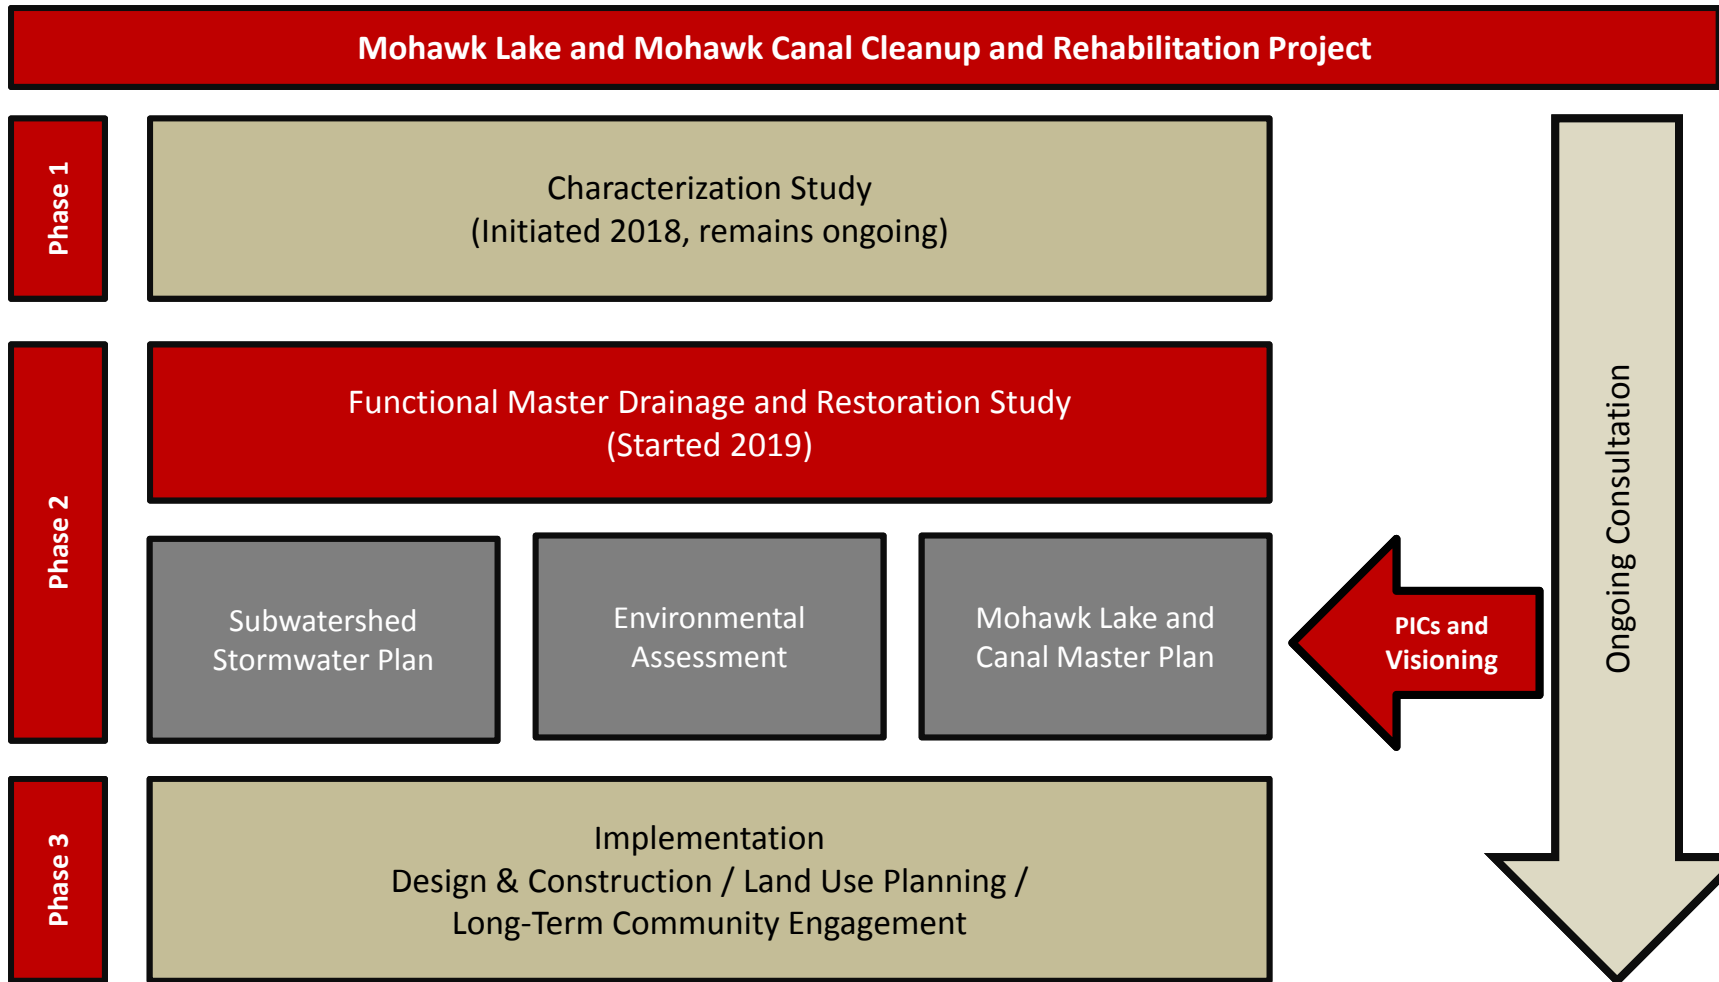 Mohawk Lake and Mohawk Canal Cleanup and Rehabilitation Project
Phase 1
Characterization Study
(Initiated 2018, remains ongoing)
Phase 2
Functional Master Drainage and Restoration Study
(Started 2019)
Subwatershed
Stormwater Plan
Environmental
Assessment
Mohawk Lake and
Canal Master Plan
PICs and
Visioning
Ongoing Consultation
Phase 3
Implementation
Design & Construction / Land Use Planning /
Long-Term Community Engagement